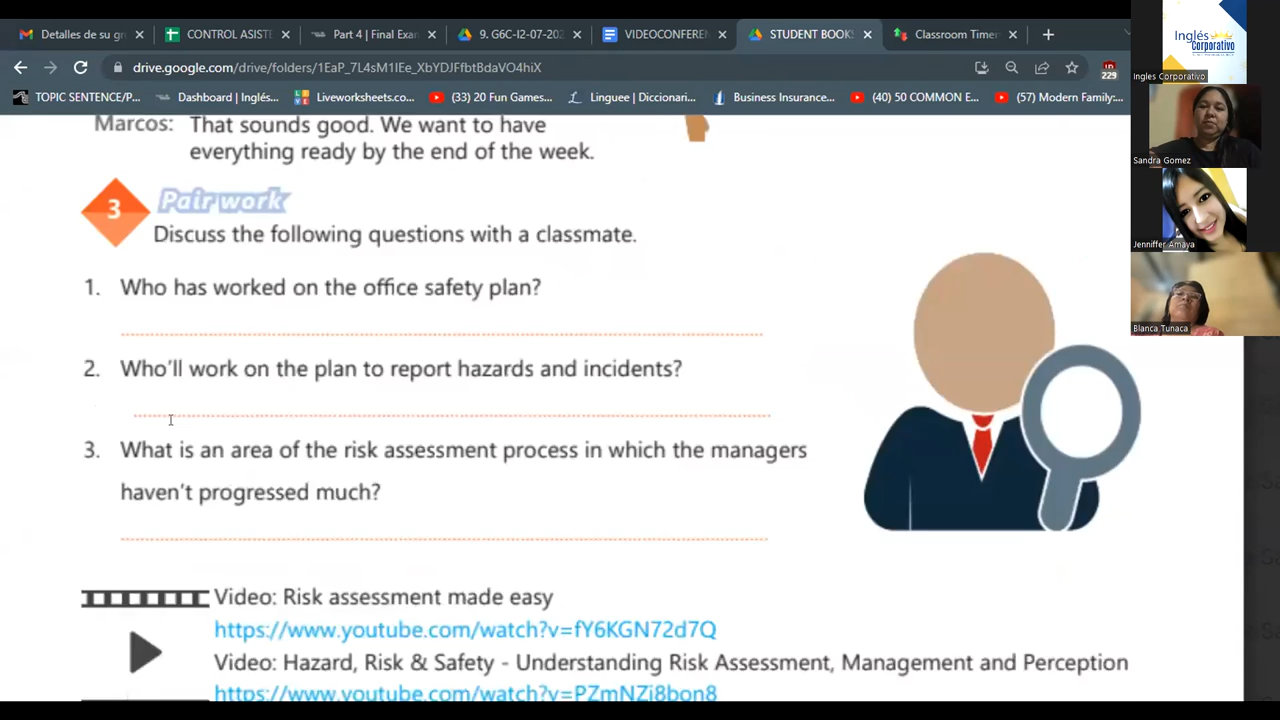 Detalles de su gr
CONTROL ASISTE
Part 4 | Final Exan
9. G6C-I2-07-202
VIDEOCONFEREN
STUDENT BOOKS
Classroom Timer
drive.google.com/drive/folders/1EaP_7L4sM1IEe_XbYDJFfbtBdaVO4hiX
229
TOPIC SENTENCE/P...
Dashboard | Inglés...
Liveworksheets.co...
(33) 20 Fun Games...
Linguee | Diccionari...
Business Insurance...
(40) 50 COMMON E...
(57) Modern Family:...
Inglés
Corporativo
Ingles Corporativo
Sandra Gomez
Jenniffer Amaya
Blanca Tunaca
Marcos: That sounds good. We want to have
everything ready by the end of the week.
3 Pair work
Discuss the following questions with a classmate.
1. Who has worked on the office safety plan?
2. Who'll work on the plan to report hazards and incidents?
3. What is an area of the risk assessment process in which the managers
haven't progressed much?
Video: Risk assessment made easy
https://www.youtube.com/watch?v=fY6KGN72d7Q
Video: Hazard, Risk & Safety - Understanding Risk Assessment, Management and Perception
https://www.youtube.com/watch?v=PZmNZi8bon8